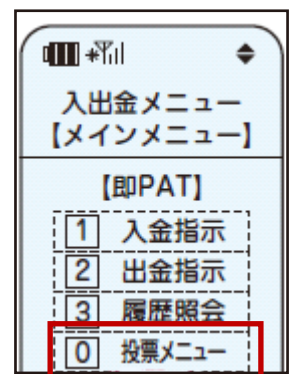 入出金メニュー
【メインメニュー】
【即PAT】
1 入金指示
2 出金指示
3 履歴照会
0 投票メニュー